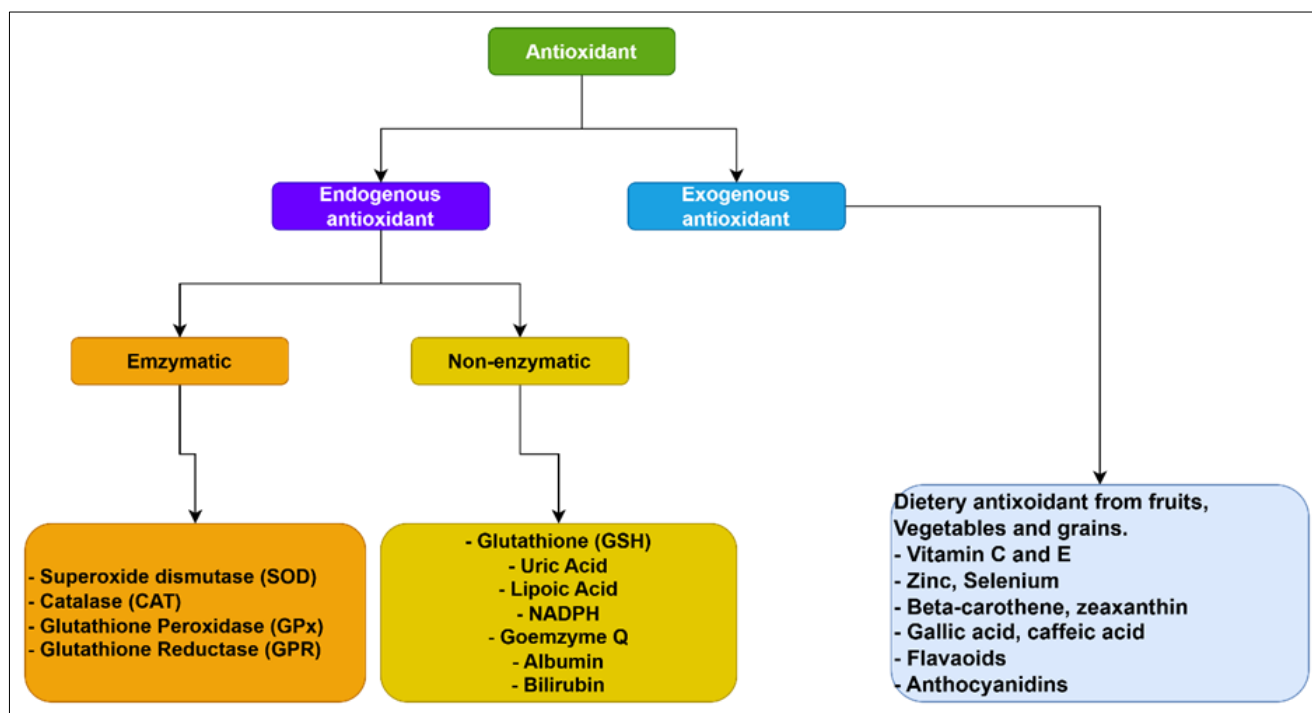 Antioxidant
Endogenous
antioxidant
Exogenous
antioxidant
Emzymatic
Non-enzymatic
- Superoxide dismutase (SOD)
- Catalase (CAT)
- Glutathione Peroxidase (GPx)
- Glutathione Reductase (GPR)
- Glutathione (GSH)
- Uric Acid
- Lipoic Acid
- NADPH
- Goemzyme Q
- Albumin
- Bilirubin
Dietery antixoidant from fruits,
Vegetables and grains.
- Vitamin C and E
- Zinc, Selenium
- Beta-carothene, zeaxanthin
- Gallic acid, caffeic acid
- Flavaoids
- Anthocyanidins